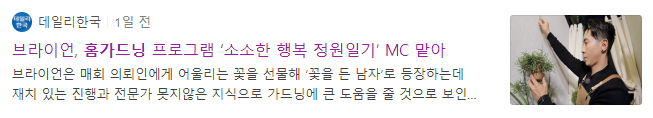 데일리한국
데일리한국 · 1일 전
브라이언, 홈가드닝 프로그램 ‘소소한 행복 정원일기’ MC 맡아
브라이언은 매회 의뢰인에게 어울리는 꽃을 선물해 ‘꽃을 든 남자’로 등장하는데
재치 있는 진행과 전문가 못지않은 지식으로 가드닝에 큰 도움을 줄 것으로 보인...